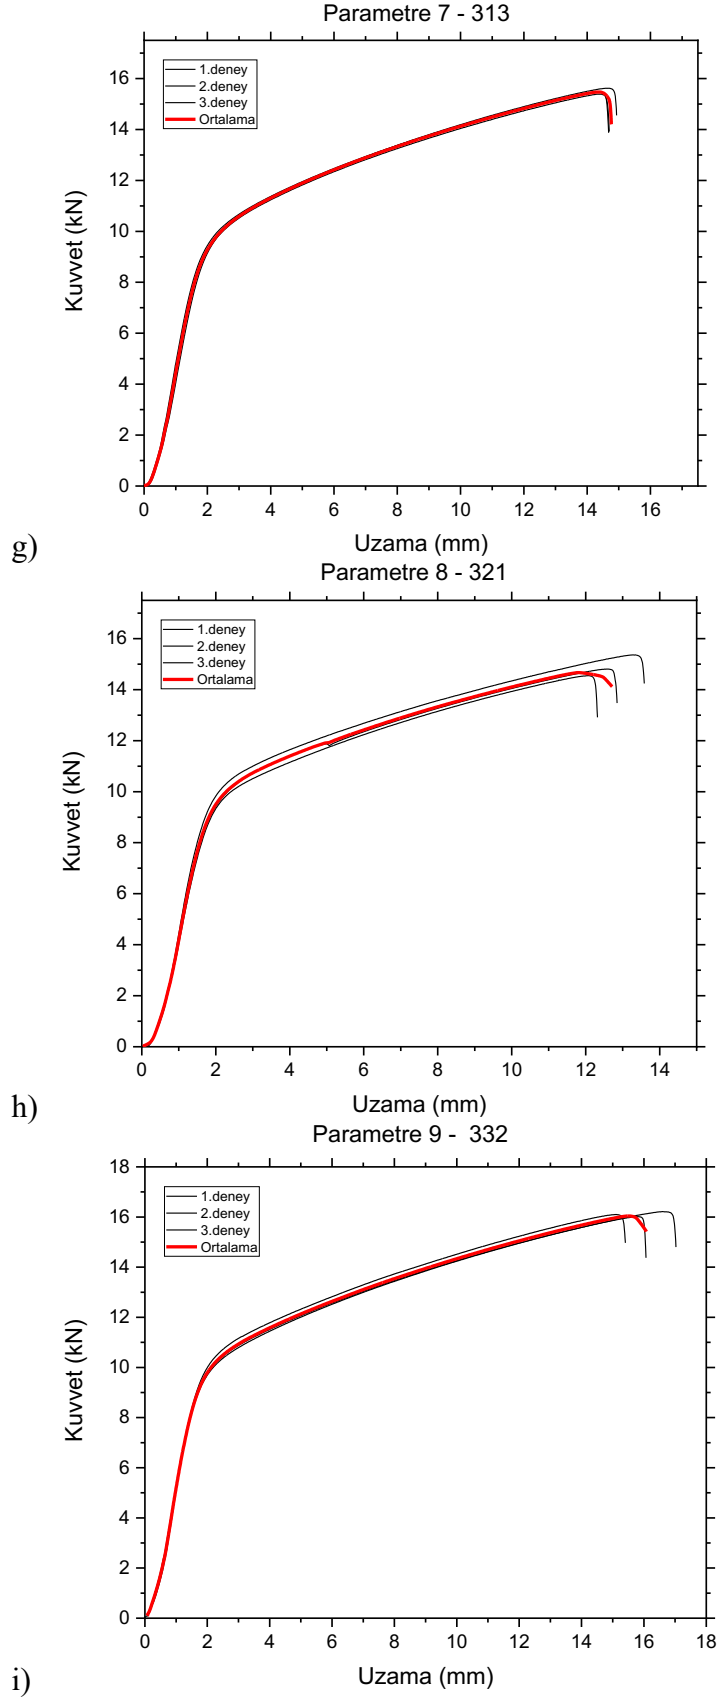 Parametre 7 - 313
16
14
12
10
8
6
4
2
0
Kuvvet (kN)
1.deney
2.deney
3.deney
Ortalama
0 2 4 6 8 10 12 14 16
g)
Uzama (mm)
Parametre 8 - 321
16
14
12
10
8
6
4
2
0
Kuvvet (kN)
1.deney
2.deney
3.deney
Ortalama
0 2 4 6 8 10 12 14
h)
Uzama (mm)
Parametre 9 - 332
18
16
14
12
10
8
6
4
2
0
Kuvvet (kN)
1.deney
2.deney
3.deney
Ortalama
0 2 4 6 8 10 12 14 16 18
i)
Uzama (mm)